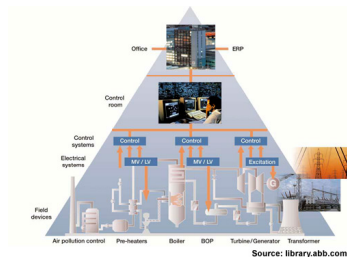 Office
ERP
Control room
Control systems
Control
Control
Control
Electrical systems
MV / LV
MV / LV
Excitation
Field devices
Air pollution control
Pre-heaters
Boiler
BOP
Turbine/Generator
Transformer
Source: library.abb.com